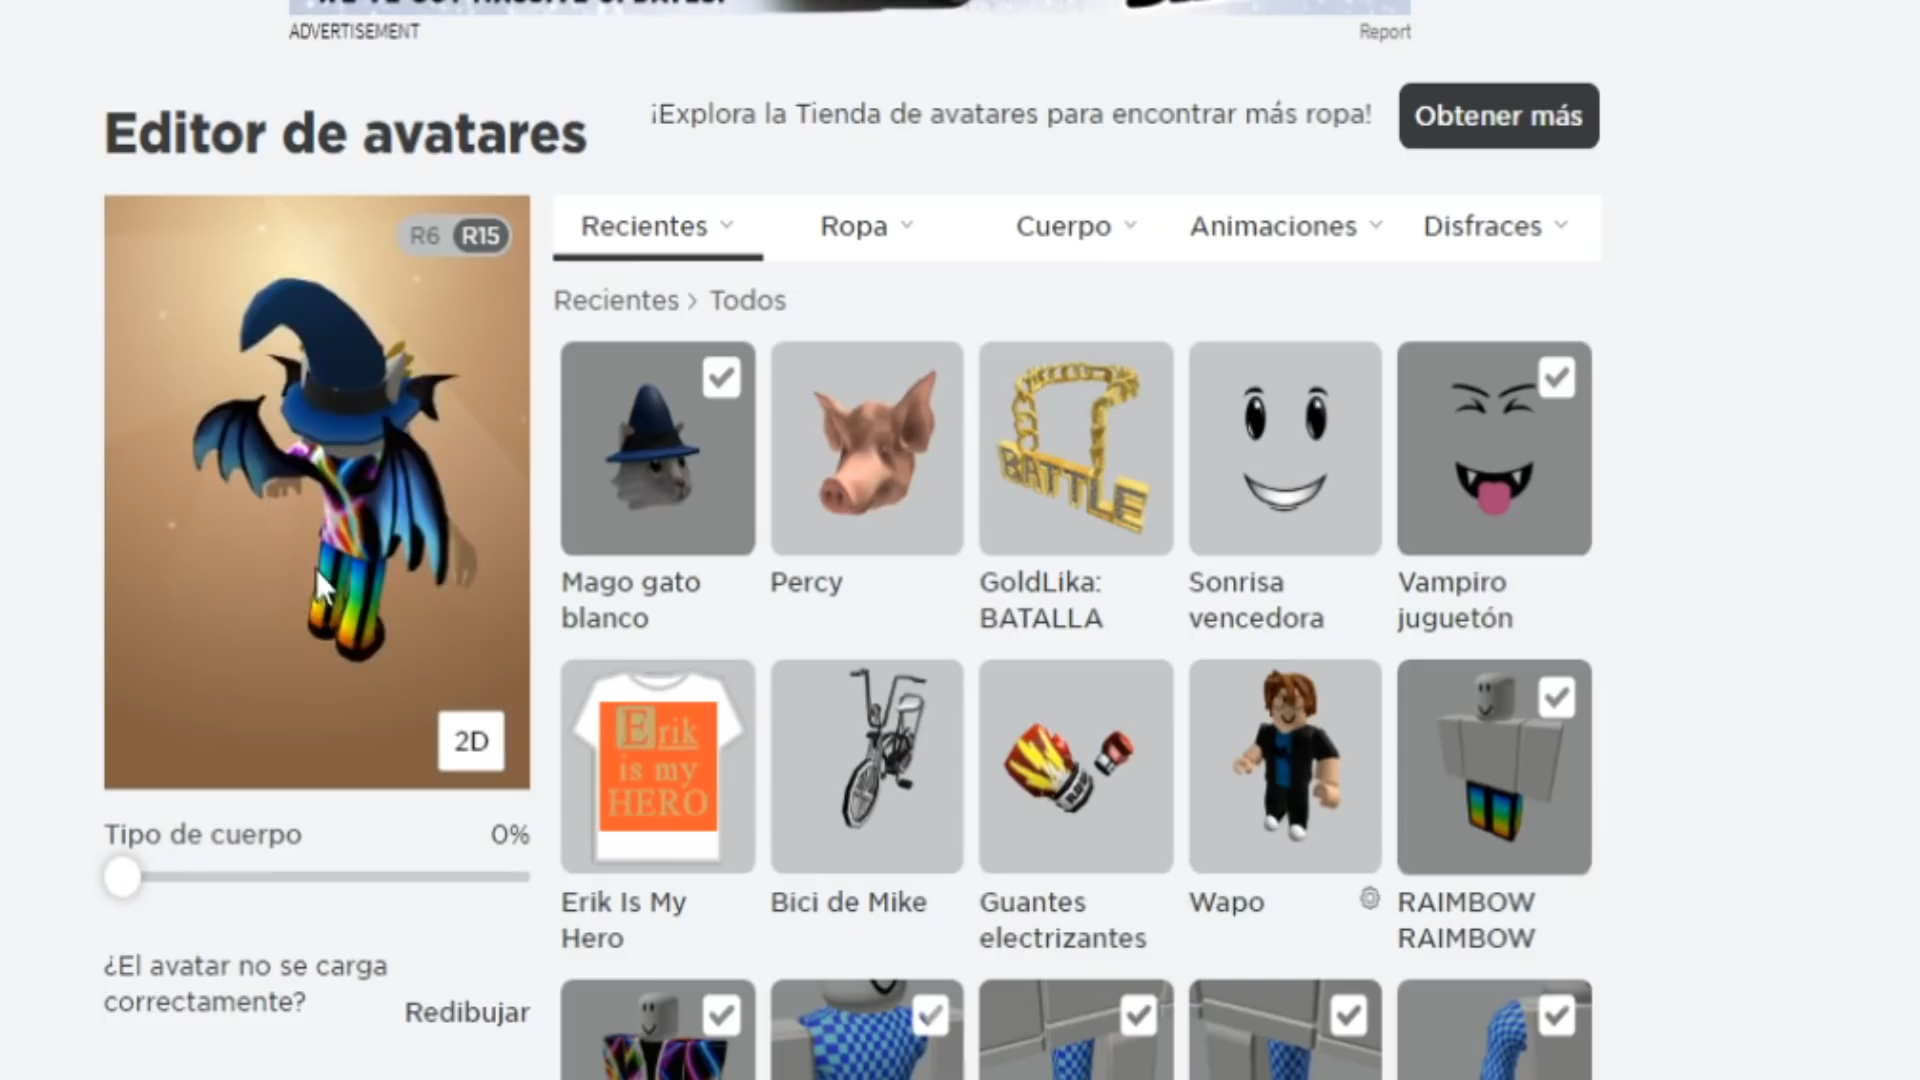 ADVERTISEMENT
Report
Editor de avatares
¡Explora la Tienda de avatares para encontrar más ropa!
Obtener más
R6 R15
Recientes
Ropa
Cuerpo
Animaciones
Disfraces
Recientes > Todos
2D
Tipo de cuerpo
0%
¿El avatar no se carga
correctamente?
Redibujar
BATTLE
Mago gato
blanco
Percy
GoldLika:
BATALLA
Sonrisa
vencedora
Vampiro
juguetón
Erik
is my
HERO
Erik Is My
Hero
Bici de Mike
Guantes
electrizantes
Wapo
RAIMBOW
RAIMBOW